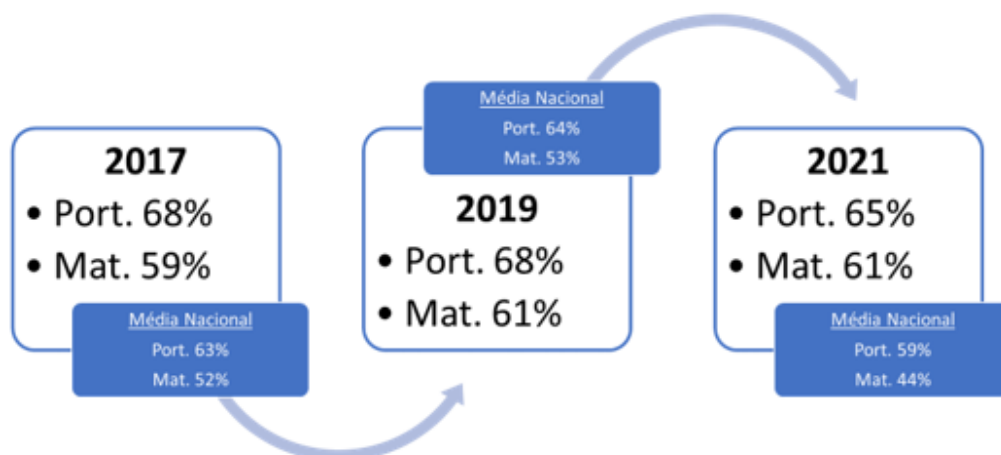 2017
• Port. 68%
• Mat. 59%
Média Nacional
Port. 63%
Mat. 52%
Média Nacional
Port. 64%
Mat. 53%
2019
• Port. 68%
• Mat. 61%
2021
• Port. 65%
• Mat. 61%
Média Nacional
Port. 59%
Mat. 44%